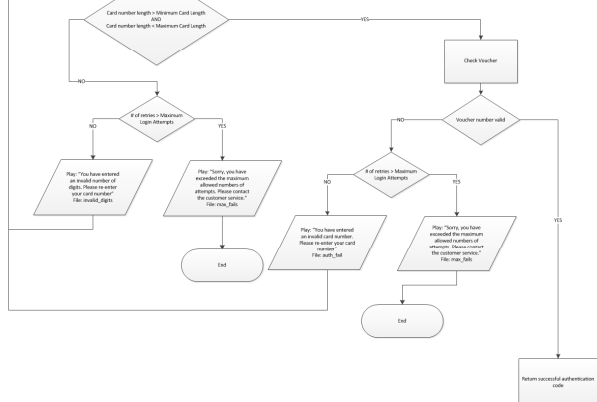 Card number length > Minimum Card Length
AND
Card number length < Maximum Card Length
YES
Check Voucher
NO
# of retries > Maximum
Login Attempts
NO
YES
Voucher number valid
NO
YES
Play: "You have entered
an invalid number of
digits. Please re-enter
your card number"
File: invalid_digits
Play: "Sorry, you have
exceeded the maximum
allowed numbers of
attempts. Please contact
the customer service."
File: max_fails
# of retries > Maximum
Login Attempts
NO
YES
End
Play: "You have entered
an invalid card number.
Please re-enter your card
number"
File: auth_fail
Play: "Sorry, you have
exceeded the maximum
allowed numbers of
attempts. Please contact
the customer service."
File: max_fails
End
Return successful authentication
code